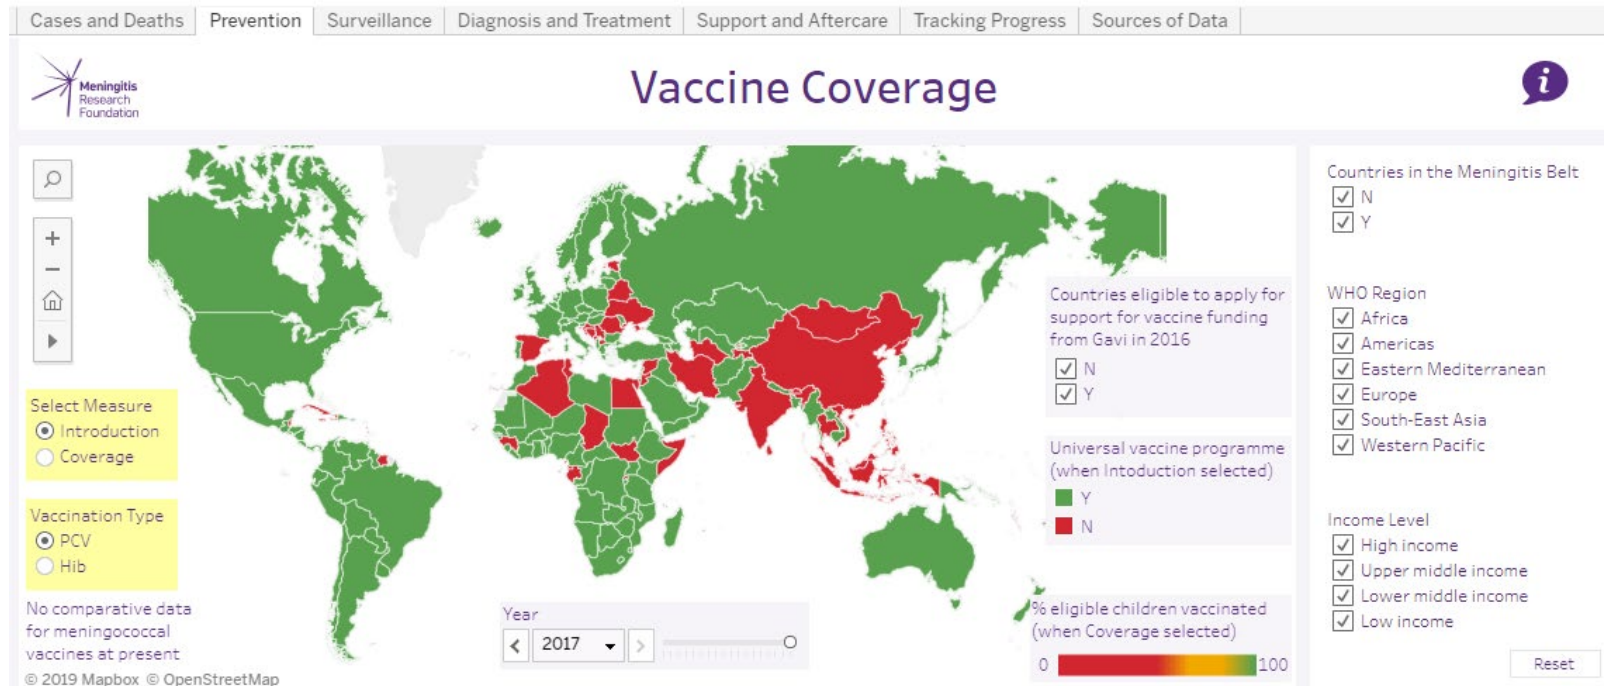 Cases and Deaths
Prevention
Surveillance
Diagnosis and Treatment
Support and Aftercare
Tracking Progress
Sources of Data
Meningitis
Research
Foundation
Vaccine Coverage
i
Select Measure
Introduction
Coverage
Vaccination Type
PCV
Hib
No comparative data
for meningococcal
vaccines at present
© 2019 Mapbox © OpenStreetMap
Year
2017
Countries eligible to apply for
support for vaccine funding
from Gavi in 2016
N
Y
Universal vaccine programme
(when Intoduction selected)
Y
N
% eligible children vaccinated
(when Coverage selected)
0
100
Countries in the Meningitis Belt
N
Y
WHO Region
Africa
Americas
Eastern Mediterranean
Europe
South-East Asia
Western Pacific
Income Level
High income
Upper middle income
Lower middle income
Low income
Reset